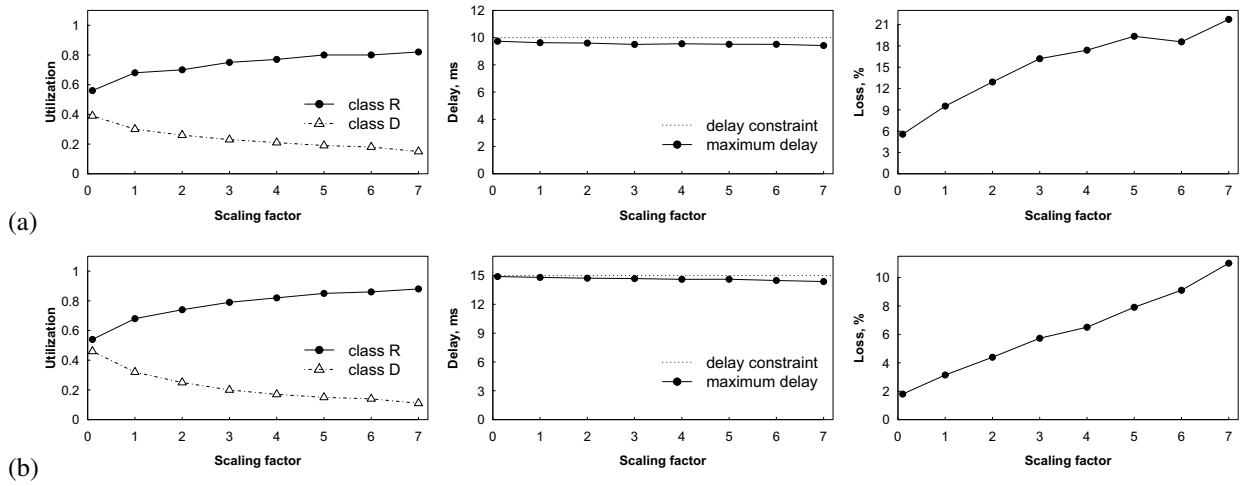 1
0.8
0.6
0.4
0.2
0
Utilization
class R
class D
0 1 2 3 4 5 6 7
Scaling factor
12
10
8
6
4
2
0
Delay, ms
delay constraint
maximum delay
0 1 2 3 4 5 6 7
Scaling factor
21
18
15
12
9
6
3
0
Loss, %
0 1 2 3 4 5 6 7
Scaling factor
(a)
1
0.8
0.6
0.4
0.2
0
Utilization
class R
class D
0 1 2 3 4 5 6 7
Scaling factor
15
12
9
6
3
0
Delay, ms
delay constraint
maximum delay
0 1 2 3 4 5 6 7
Scaling factor
10
8
6
4
2
0
Loss, %
0 1 2 3 4 5 6 7
Scaling factor
(b)